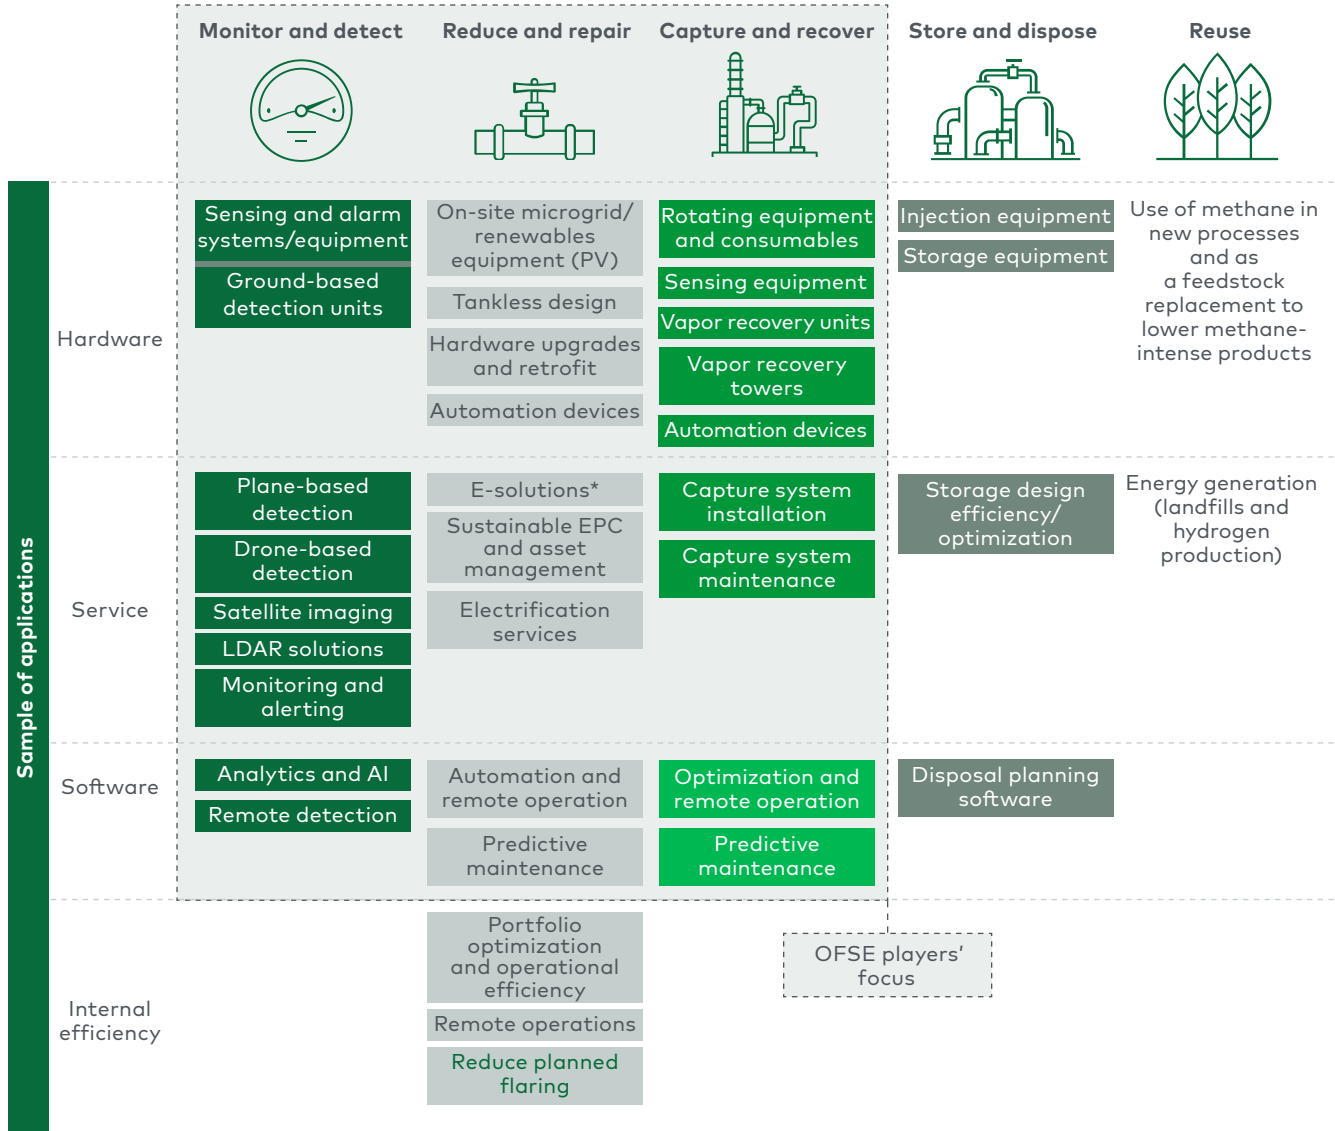 Monitor and detect
Reduce and repair
Capture and recover
Store and dispose
Reuse
Sample of applications
Hardware
Sensing and alarm
systems/equipment
Ground-based
detection units
On-site microgrid/
renewables
equipment (PV)
Tankless design
Hardware upgrades
and retrofit
Automation devices
Rotating equipment
and consumables
Sensing equipment
Vapor recovery units
Vapor recovery
towers
Automation devices
Injection equipment
Storage equipment
Use of methane in
new processes
and as
a feedstock
replacement to
lower methane-
intense products
Service
Plane-based
detection
Drone-based
detection
Satellite imaging
LDAR solutions
Monitoring and
alerting
E-solutions*
Sustainable EPC
and asset
management
Electrification
services
Capture system
installation
Capture system
maintenance
Storage design
efficiency/
optimization
Energy generation
(landfills and
hydrogen
production)
Software
Analytics and AI
Remote detection
Automation and
remote operation
Predictive
maintenance
Optimization and
remote operation
Predictive
maintenance
Disposal planning
software
Internal
efficiency
Portfolio
optimization
and operational
efficiency
Remote operations
Reduce planned
flaring
OFSE players'
focus